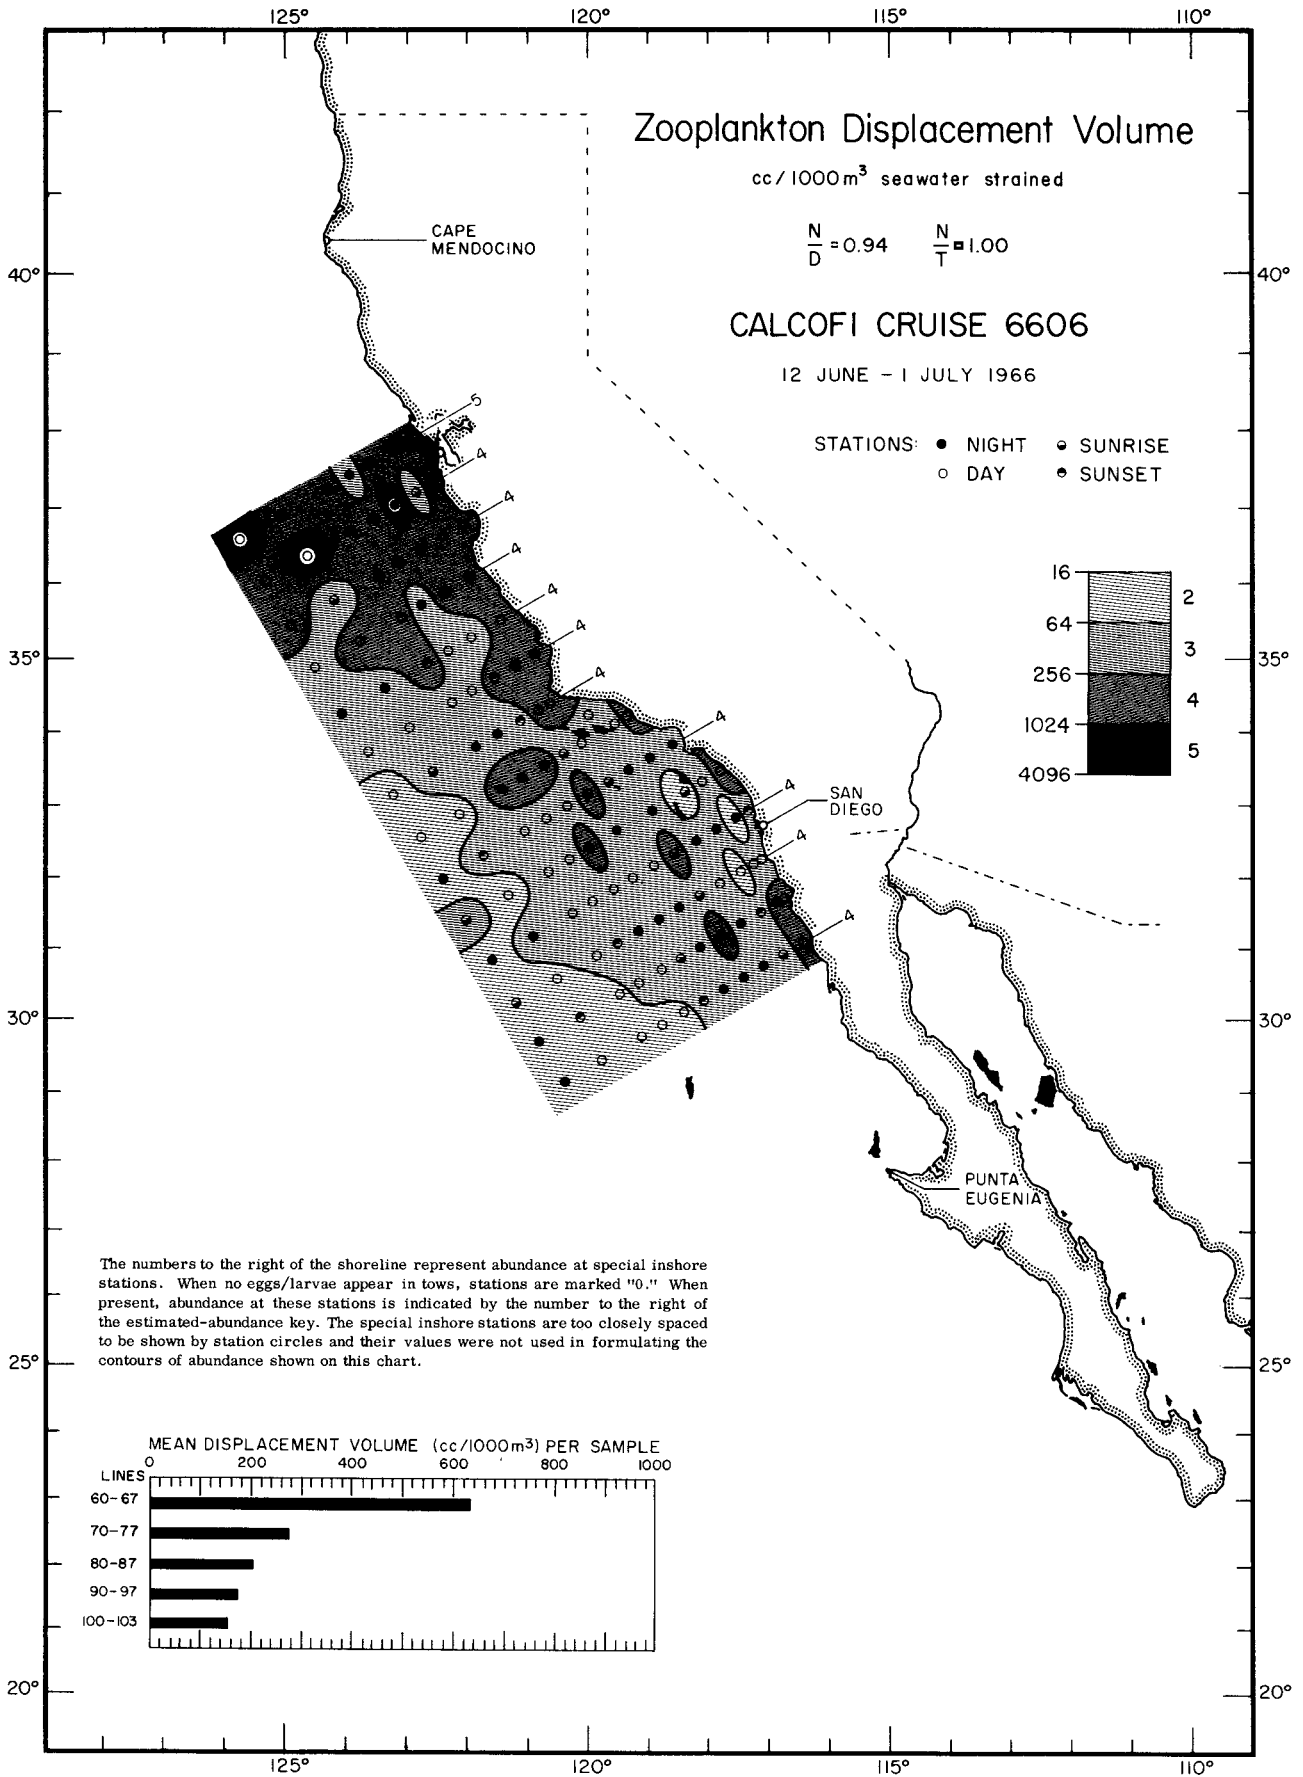 125° 120° 115° 110°
Zooplankton Displacement Volume
cc/1000m³ seawater strained
N/D = 0.94 N/T = 1.00
CAPE
MENDOCINO
40° 40°
CALCOFI CRUISE 6606
12 JUNE – 1 JULY 1966
5
STATIONS: ● NIGHT ◒ SUNRISE
○ DAY ◓ SUNSET
4
4
4
4
4
4
4
4
4
4
16
64
256
1024
4096
2
3
4
5
35° 35°
SAN
DIEGO
30° 30°
PUNTA
EUGENIA
The numbers to the right of the shoreline represent abundance at special inshore
stations. When no eggs/larvae appear in tows, stations are marked "0." When
present, abundance at these stations is indicated by the number to the right of
the estimated-abundance key. The special inshore stations are too closely spaced
to be shown by station circles and their values were not used in formulating the
contours of abundance shown on this chart.
25° 25°
MEAN DISPLACEMENT VOLUME (cc/1000m³) PER SAMPLE
0 200 400 600 800 1000
LINES
60-67
70-77
80-87
90-97
100-103
20° 20°
125° 120° 115° 110°